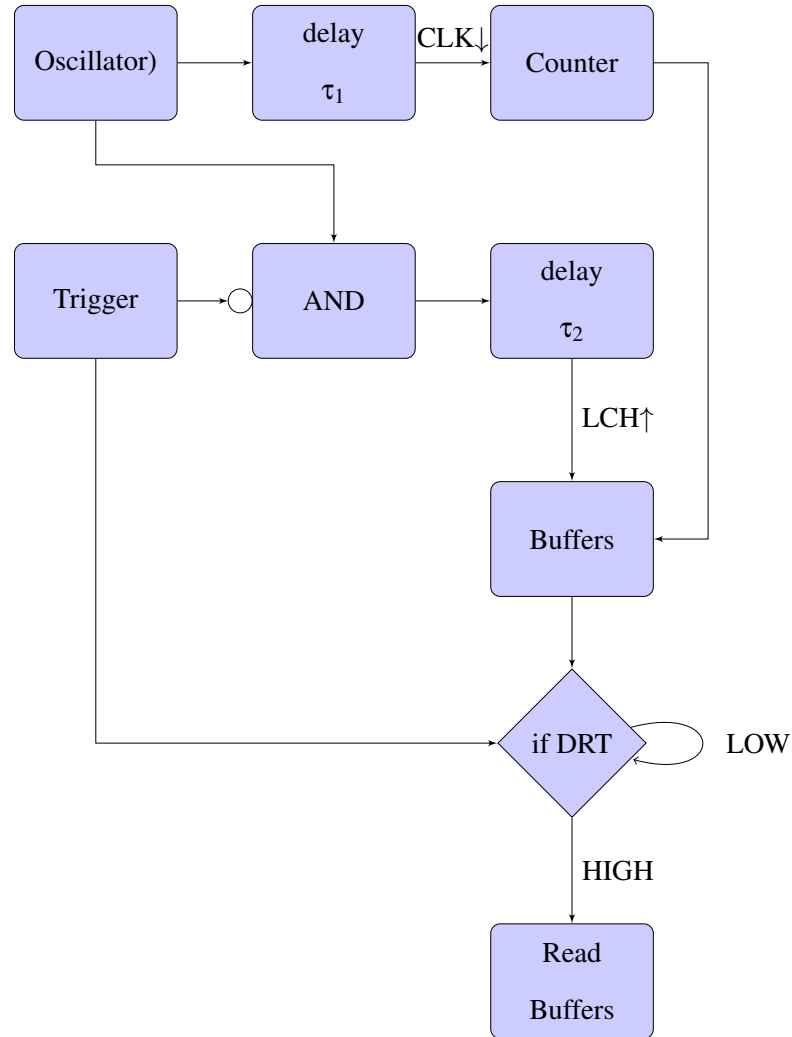 Oscillator)
delay
τ1
CLK↓
Counter
Trigger
AND
delay
τ2
LCH↑
Buffers
if DRT
LOW
HIGH
Read
Buffers